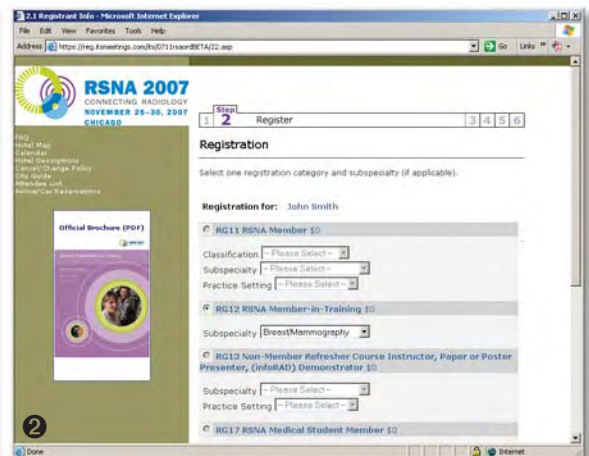 2.1 Registrant Info - Microsoft Internet Explorer
File Edit View Favorites Tools Help
Address https://reg.itsmeetings.com/its/0711rsaordBETA/22.asp Go Links »
RSNA 2007
CONNECTING RADIOLOGY
NOVEMBER 25–30, 2007
CHICAGO
FAQ
Hotel Map
Calendar
Hotel Descriptions
Cancel/Change Policy
City Guide
Attendee List
Airline/Car Reservations
Official Brochure (PDF)
Step
1 2 Register 3 4 5 6
Registration
Select one registration category and subspecialty (if applicable).
Registration for: John Smith
RG11 RSNA Member $0
Classification -- Please Select --
Subspecialty -- Please Select --
Practice Setting -- Please Select --
RG12 RSNA Member-in-Training $0
Subspecialty Breast/Mammography
RG13 Non-Member Refresher Course Instructor, Paper or Poster
Presenter, (infoRAD) Demonstrator $0
Subspecialty -- Please Select --
Practice Setting -- Please Select --
RG17 RSNA Medical Student Member $0
2
Done Internet